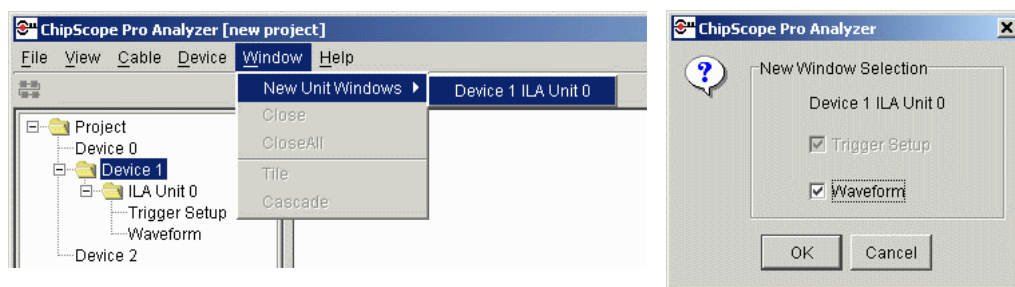 ChipScope Pro Analyzer [new project]
File View Cable Device Window Help
New Unit Windows
Device 1 ILA Unit 0
Close
CloseAll
Tile
Cascade
Project
Device 0
Device 1
ILA Unit 0
Trigger Setup
Waveform
Device 2
ChipScope Pro Analyzer
New Window Selection
Device 1 ILA Unit 0
Trigger Setup
Waveform
OK Cancel